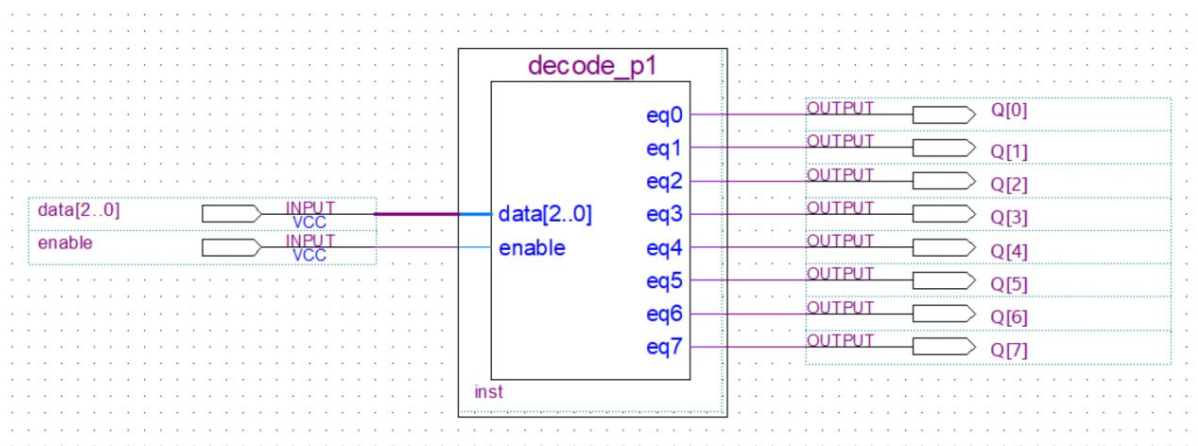 decode_p1
eq0
OUTPUT
Q[0]
eq1
OUTPUT
Q[1]
eq2
OUTPUT
Q[2]
data[2..0]
INPUT
VCC
data[2..0]
eq3
OUTPUT
Q[3]
enable
INPUT
VCC
enable
eq4
OUTPUT
Q[4]
eq5
OUTPUT
Q[5]
eq6
OUTPUT
Q[6]
eq7
OUTPUT
Q[7]
inst